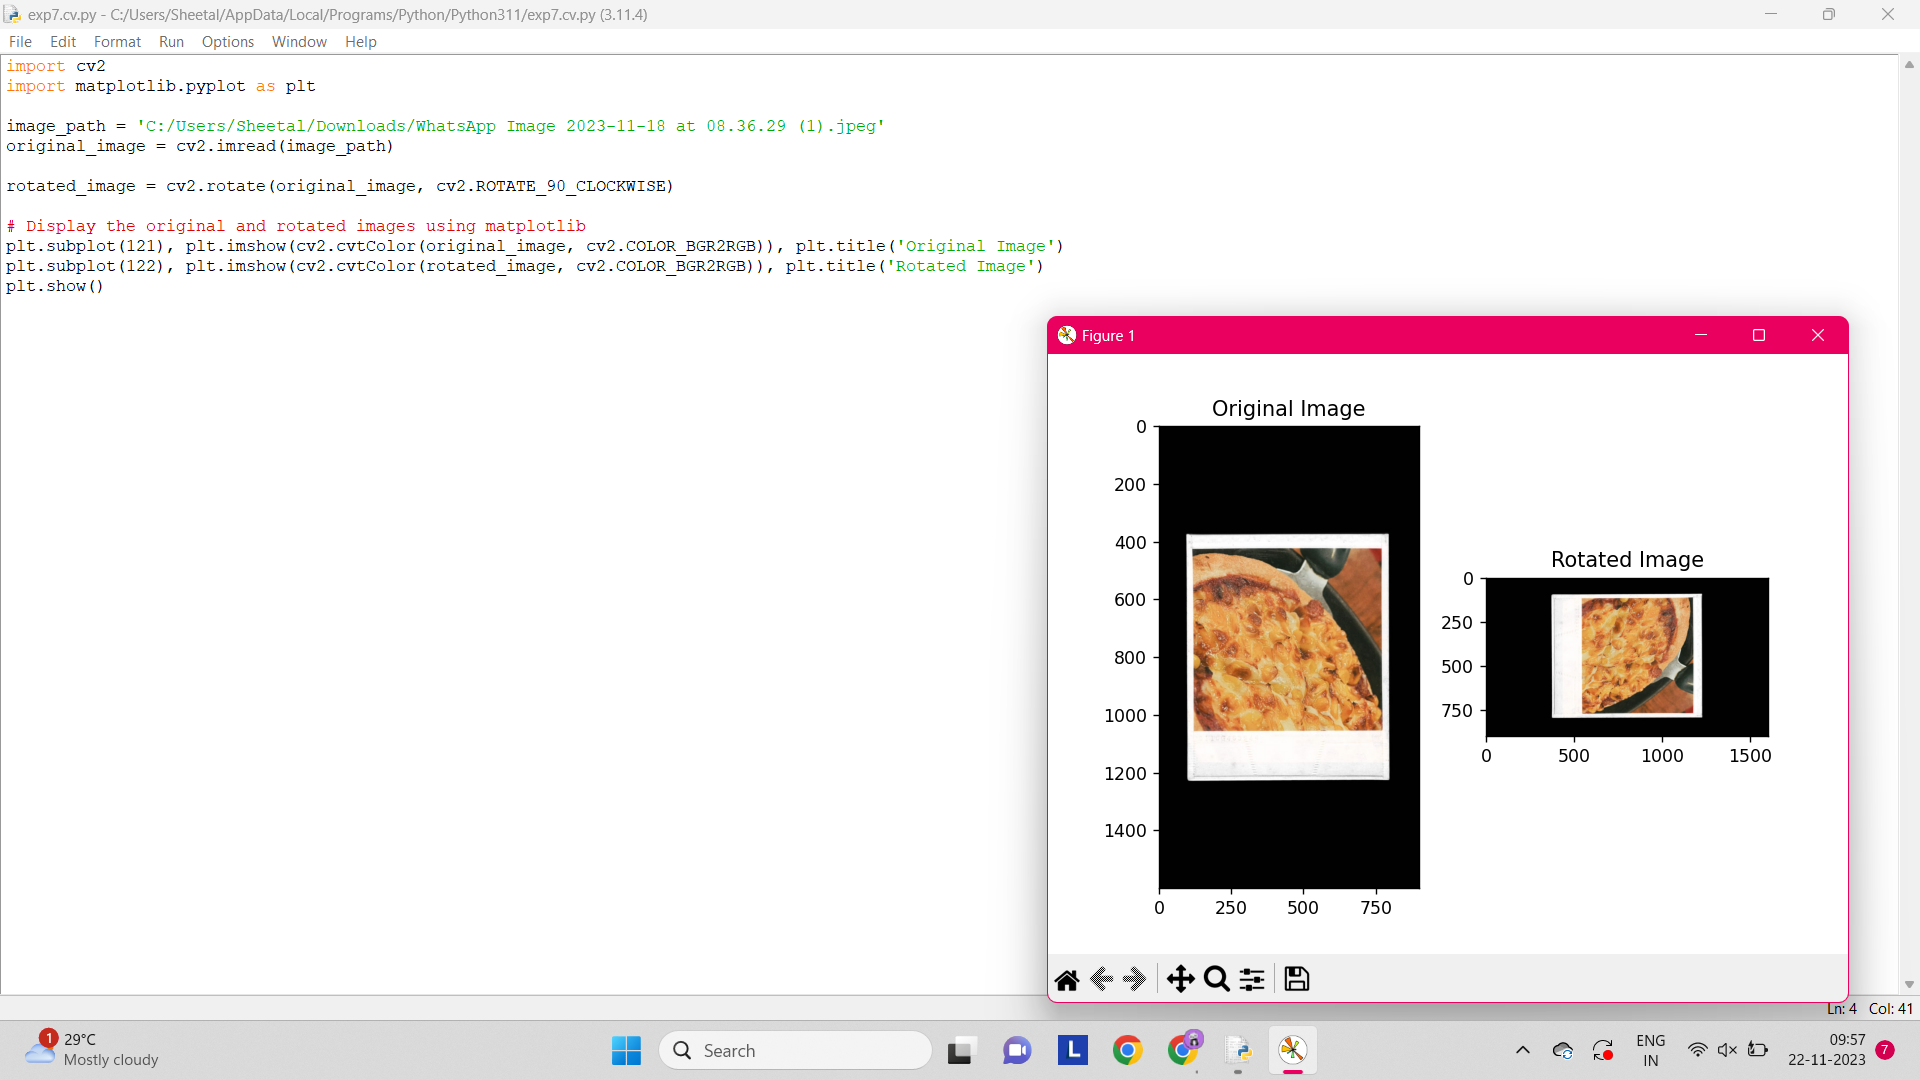 exp7.cv.py - C:/Users/Sheetal/AppData/Local/Programs/Python/Python311/exp7.cv.py (3.11.4)
File Edit Format Run Options Window Help
import cv2
import matplotlib.pyplot as plt
image_path = 'C:/Users/Sheetal/Downloads/WhatsApp Image 2023-11-18 at 08.36.29 (1).jpeg'
original_image = cv2.imread(image_path)
rotated_image = cv2.rotate(original_image, cv2.ROTATE_90_CLOCKWISE)
# Display the original and rotated images using matplotlib
plt.subplot(121), plt.imshow(cv2.cvtColor(original_image, cv2.COLOR_BGR2RGB)), plt.title('Original Image')
plt.subplot(122), plt.imshow(cv2.cvtColor(rotated_image, cv2.COLOR_BGR2RGB)), plt.title('Rotated Image')
plt.show()
Figure 1
Original Image
0
200
400
600
800
1000
1200
1400
0 250 500 750
Rotated Image
0
250
500
750
0 500 1000 1500
Ln: 4 Col: 41
1
29°C
Mostly cloudy
Search
L
ENG
IN
09:57
22-11-2023
7